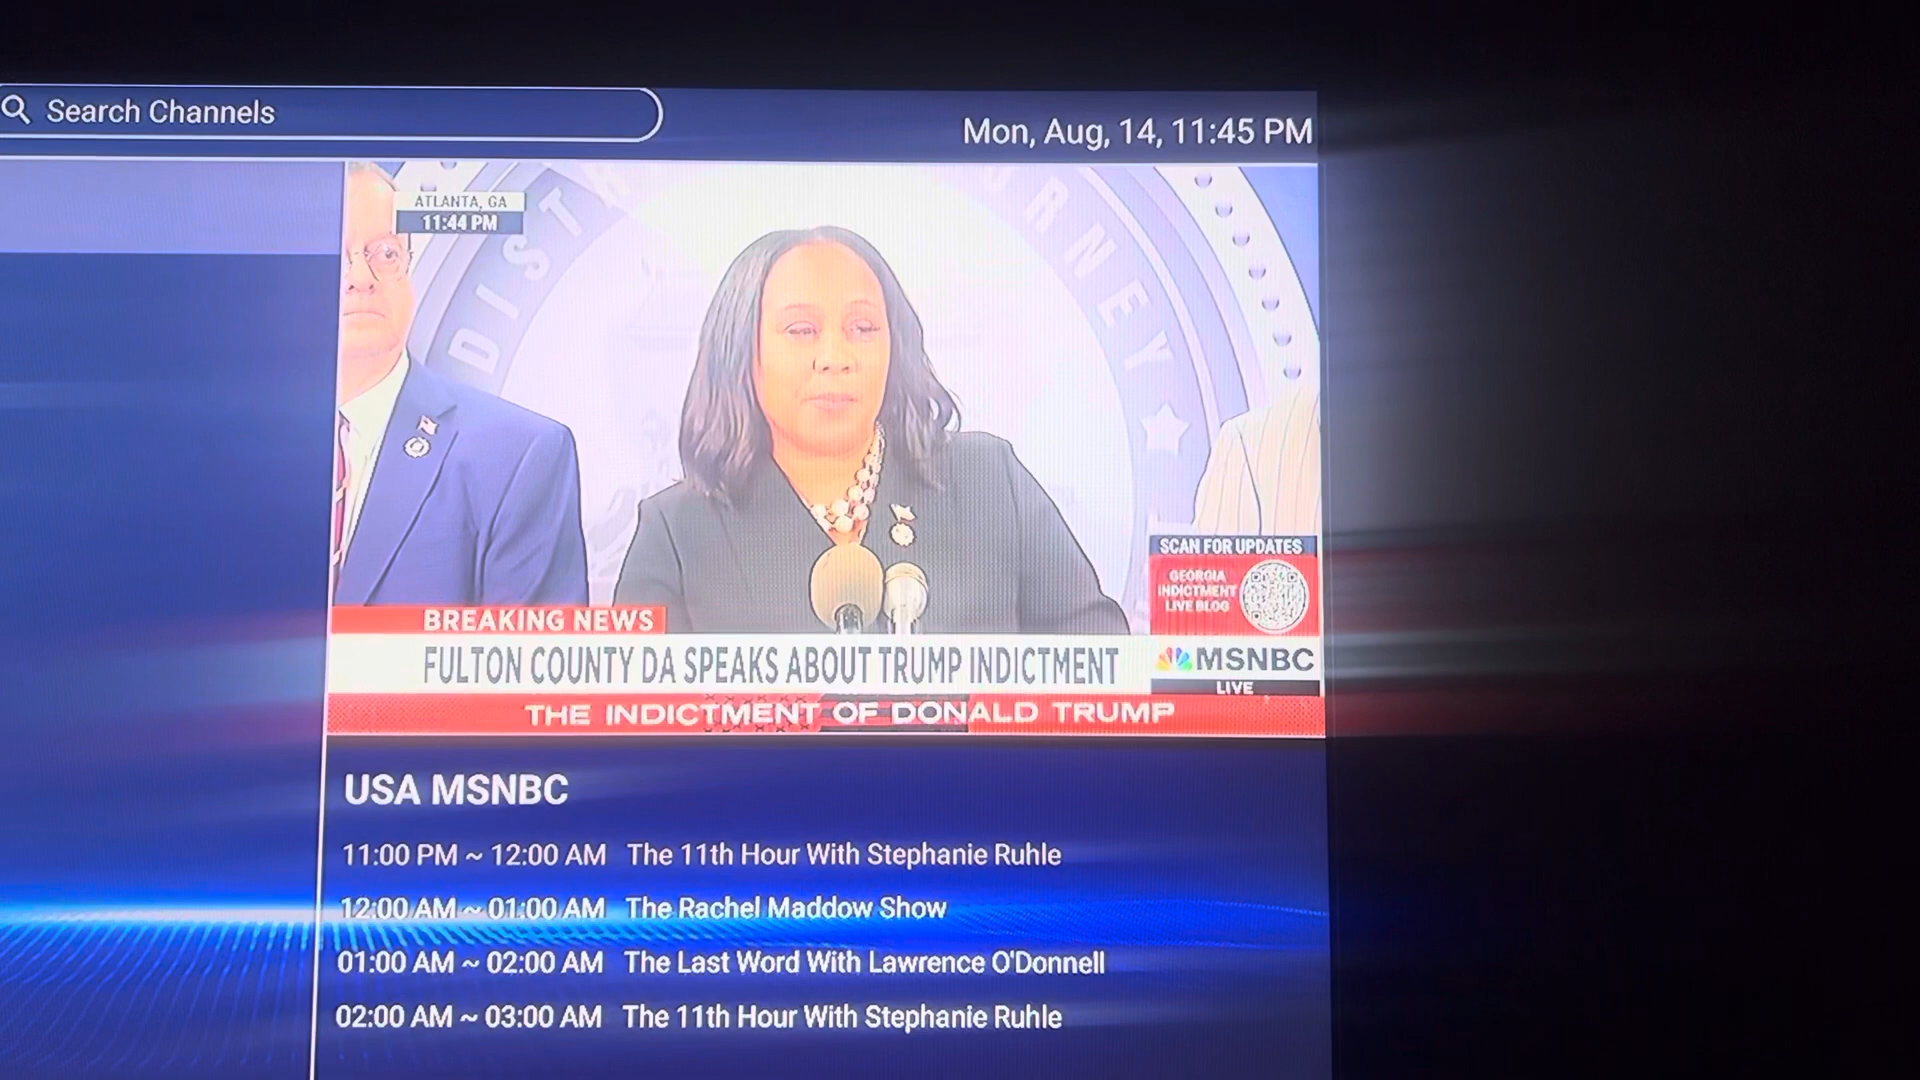 Search Channels
Mon, Aug, 14, 11:45 PM
ATLANTA, GA
11:44 PM
DIST
ORNEY
SCAN FOR UPDATES
GEORGIA
INDICTMENT
LIVE BLOG
BREAKING NEWS
FULTON COUNTY DA SPEAKS ABOUT TRUMP INDICTMENT
MSNBC
LIVE
THE INDICTMENT OF DONALD TRUMP
USA MSNBC
11:00 PM ~ 12:00 AM The 11th Hour With Stephanie Ruhle
12:00 AM ~ 01:00 AM The Rachel Maddow Show
01:00 AM ~ 02:00 AM The Last Word With Lawrence O'Donnell
02:00 AM ~ 03:00 AM The 11th Hour With Stephanie Ruhle